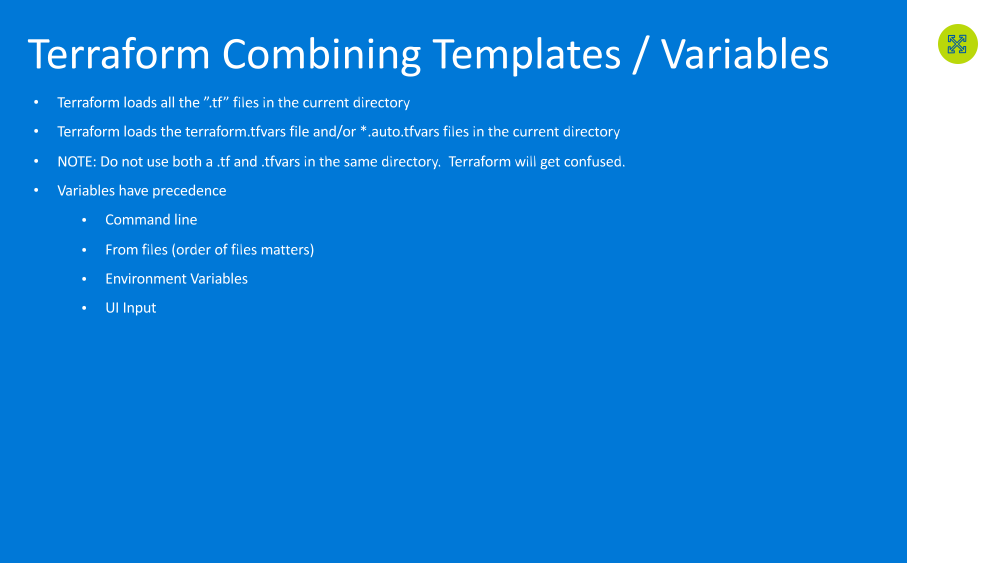 Terraform Combining Templates / Variables
• Terraform loads all the ”.tf” files in the current directory
• Terraform loads the terraform.tfvars file and/or *.auto.tfvars files in the current directory
• NOTE: Do not use both a .tf and .tfvars in the same directory.  Terraform will get confused.
• Variables have precedence
• Command line
• From files (order of files matters)
• Environment Variables
• UI Input